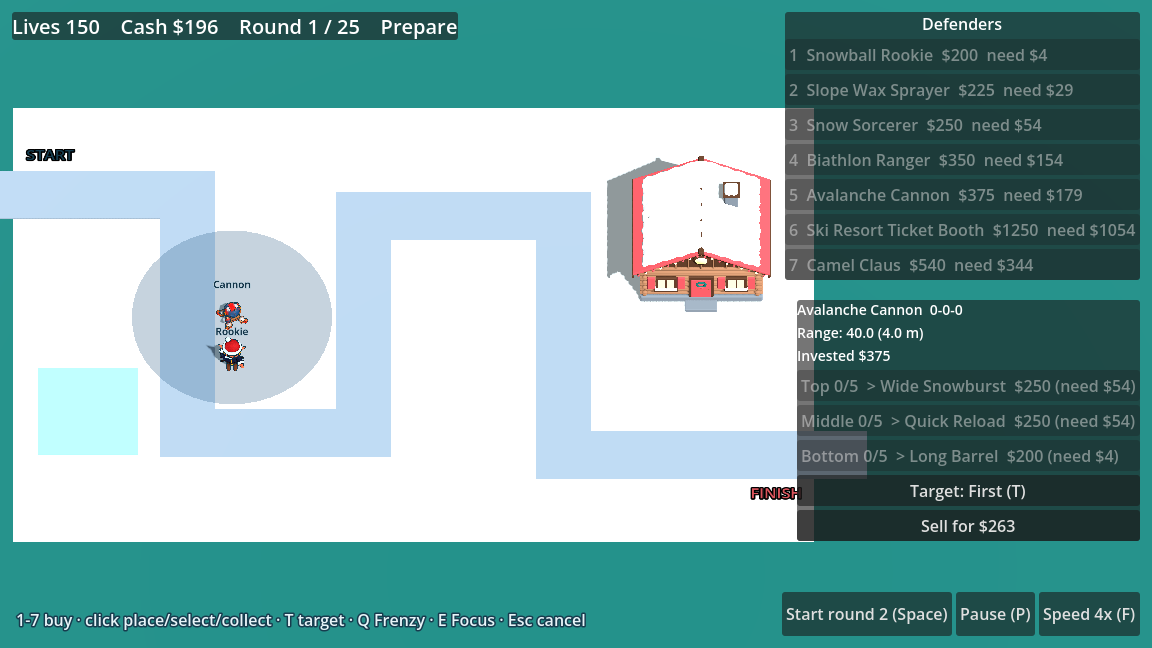 Lives 150 Cash $196 Round 1 / 25 Prepare
Defenders
1 Snowball Rookie $200 need $4
2 Slope Wax Sprayer $225 need $29
3 Snow Sorcerer $250 need $54
4 Biathlon Ranger $350 need $154
5 Avalanche Cannon $375 need $179
6 Ski Resort Ticket Booth $1250 need $1054
7 Camel Claus $540 need $344
START
Cannon
Rookie
Avalanche Cannon 0-0-0
Range: 40.0 (4.0 m)
Invested $375
Top 0/5 > Wide Snowburst $250 (need $54)
Middle 0/5 > Quick Reload $250 (need $54)
Bottom 0/5 > Long Barrel $200 (need $4)
Target: First (T)
Sell for $263
FINISH
1-7 buy · click place/select/collect · T target · Q Frenzy · E Focus · Esc cancel
Start round 2 (Space)
Pause (P)
Speed 4x (F)